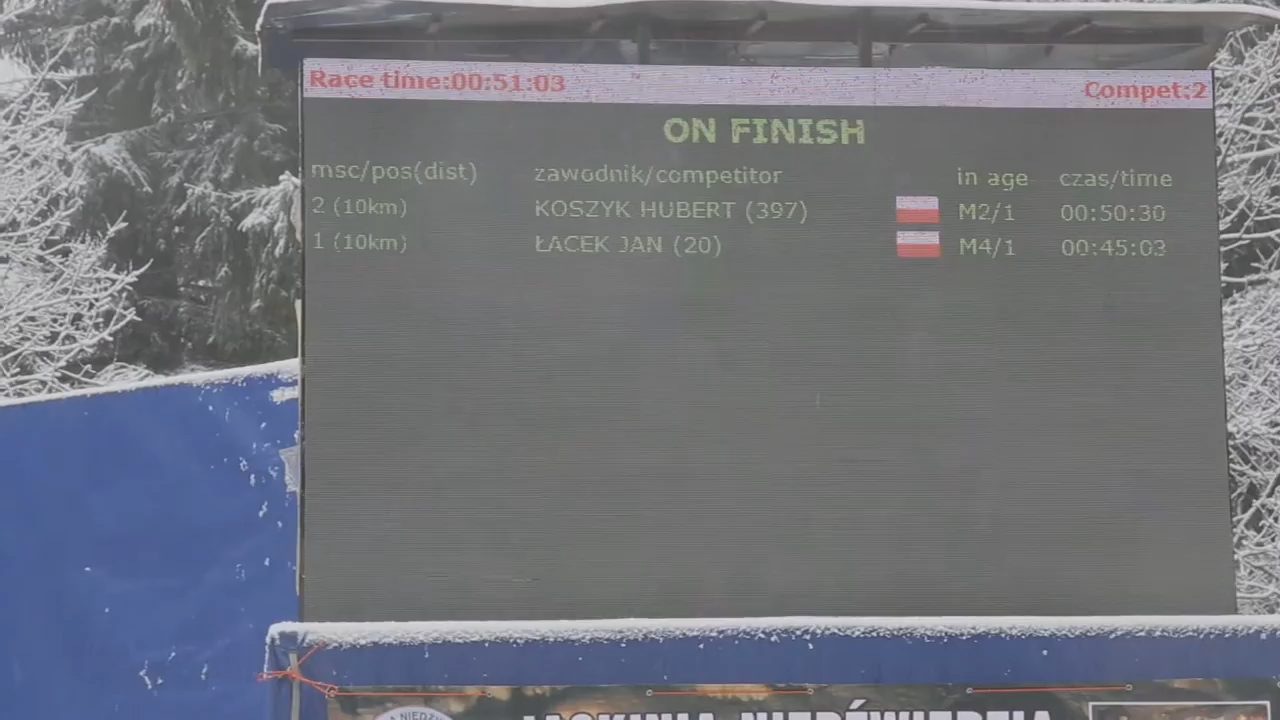 Race time:00:51:03 Compet:2
ON FINISH
msc/pos(dist) zawodnik/competitor in age czas/time
2 (10km) KOSZYK HUBERT (397) M2/1 00:50:30
1 (10km) ŁACEK JAN (20) M4/1 00:45:03
JASKINIA NIEDŹWIEDZIA